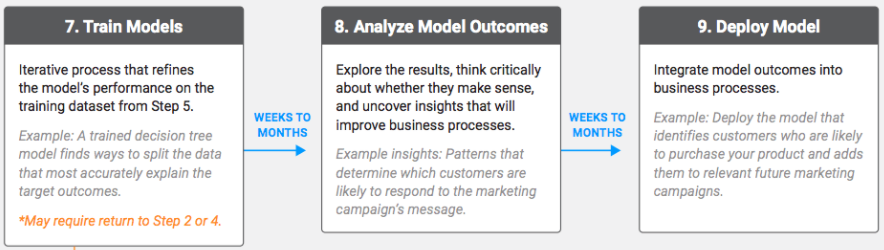 7. Train Models
Iterative process that refines
the model's performance on the
training dataset from Step 5.
Example: A trained decision tree
model finds ways to split the data
that most accurately explain the
target outcomes.
*May require return to Step 2 or 4.
WEEKS TO
MONTHS
8. Analyze Model Outcomes
Explore the results, think critically
about whether they make sense,
and uncover insights that will
improve business processes.
Example insights: Patterns that
determine which customers are
likely to respond to the marketing
campaign's message.
WEEKS TO
MONTHS
9. Deploy Model
Integrate model outcomes into
business processes.
Example: Deploy the model that
identifies customers who are likely
to purchase your product and adds
them to relevant future marketing
campaigns.